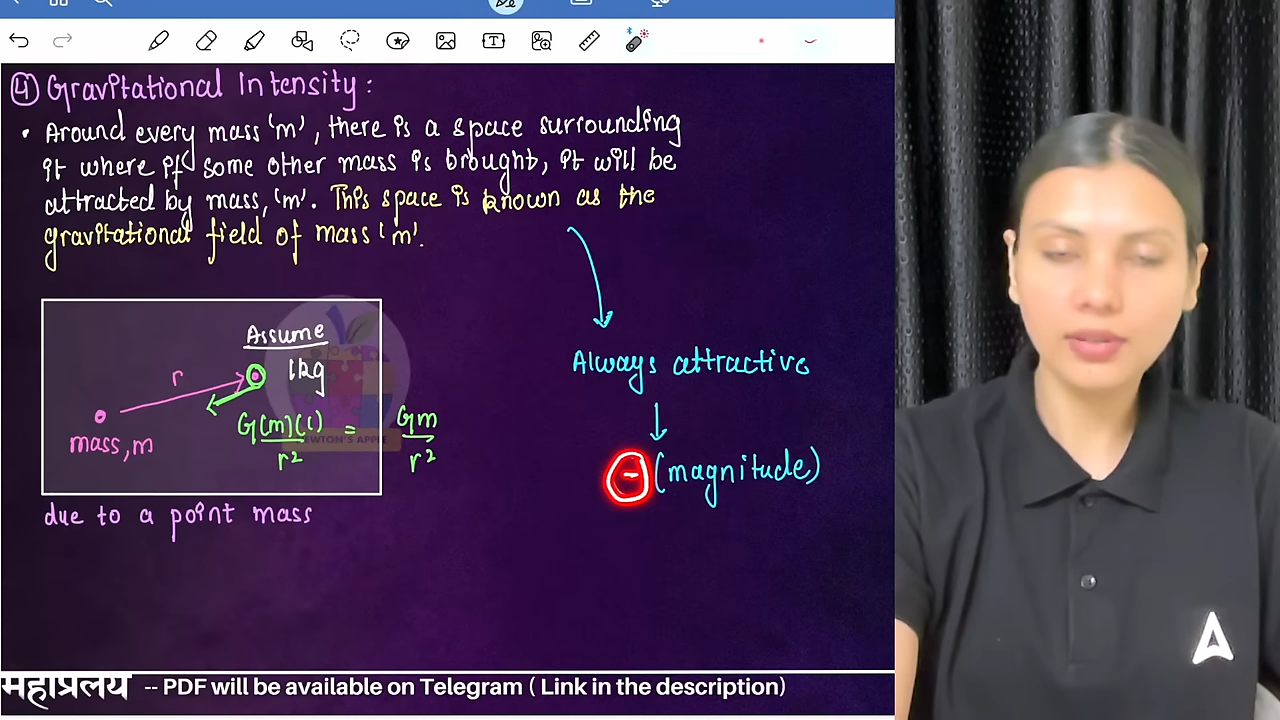 ④ Gravitational Intensity :
• Around every mass 'm', there is a space surrounding
it where if some other mass is brought, it will be
attracted by mass, 'm'. This space is known as the
gravitational field of mass 'm'.
Assume
1kg
r
mass, m
G(m)(1) / r² = Gm / r²
NEWTON'S APPLE
due to a point mass
Always attractive
- (magnitude)
महाप्रलय -- PDF will be available on Telegram ( Link in the description)